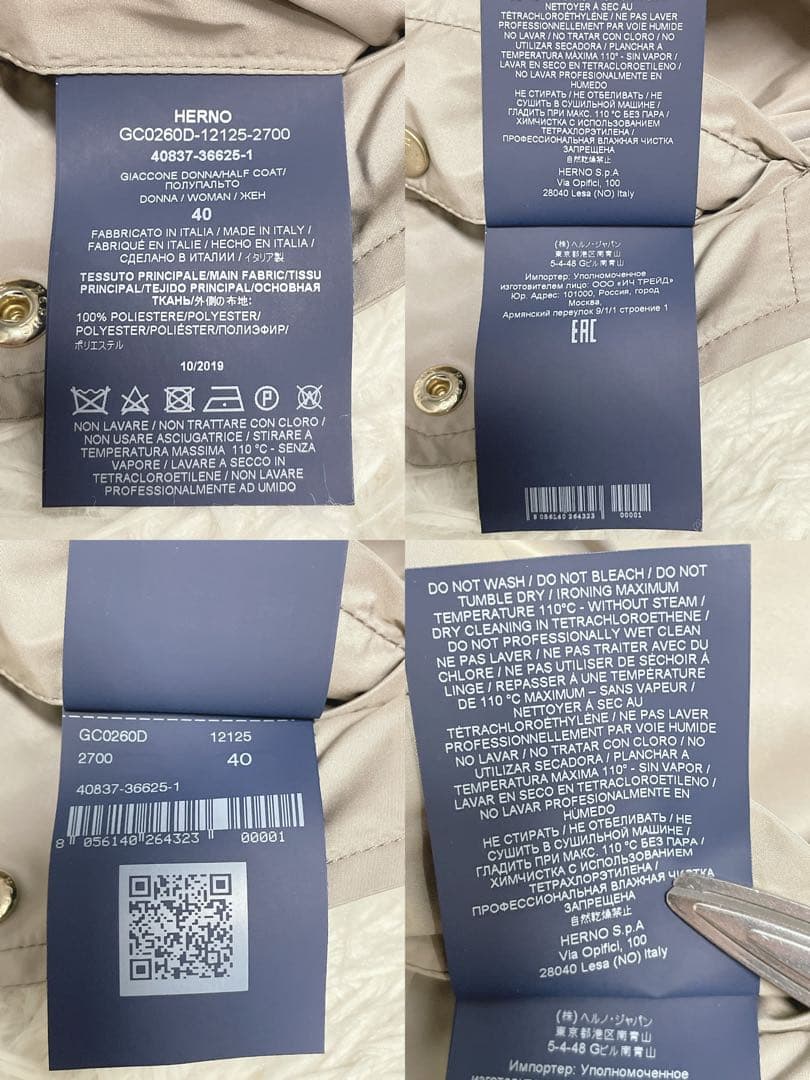 HERNO
GC0260D-12125-2700
40837-36625-1
GIACCONE DONNA/HALF COAT/
ПОЛУПАЛЬТО
DONNA / WOMAN / ЖЕН
40
FABBRICATO IN ITALIA / MADE IN ITALY /
FABRIQUÉ EN ITALIE / HECHO EN ITALIA /
СДЕЛАНО В ИТАЛИИ / イタリア製
TESSUTO PRINCIPALE/MAIN FABRIC/TISSU
PRINCIPAL/TEJIDO PRINCIPAL/ОСНОВНАЯ
ТКАНЬ/外側の布地:
100% POLIESTERE/POLYESTER/
POLYESTER/POLIÉSTER/ПОЛИЭФИР/
ポリエステル
10/2019
P
W
NON LAVARE / NON TRATTARE CON CLORO /
NON USARE ASCIUGATRICE / STIRARE A
TEMPERATURA MASSIMA 110 °C - SENZA
VAPORE / LAVARE A SECCO IN
TETRACLOROETILENE / NON LAVARE
PROFESSIONALMENTE AD UMIDO
NETTOYER À SEC AU
TÉTRACHLOROÉTHYLÈNE / NE PAS LAVER
PROFESSIONNELLEMENT PAR VOIE HUMIDE
NO LAVAR / NO TRATAR CON CLORO / NO
UTILIZAR SECADORA / PLANCHAR A
TEMPERATURA MÀXIMA 110° - SIN VAPOR /
LAVAR EN SECO EN TETRACLOROETILENO /
NO LAVAR PROFESIONALMENTE EN
HÚMEDO
НЕ СТИРАТЬ / НЕ ОТБЕЛИВАТЬ / НЕ
СУШИТЬ В СУШИЛЬНОЙ МАШИНЕ /
ГЛАДИТЬ ПРИ МАКС. 110 °C БЕЗ ПАРА /
ХИМЧИСТКА С ИСПОЛЬЗОВАНИЕМ
ТЕТРАХЛОРЭТИЛЕНА /
ПРОФЕССИОНАЛЬНАЯ ВЛАЖНАЯ ЧИСТКА
ЗАПРЕЩЕНА
自然乾燥禁止
HERNO S.p.A
Via Opifici, 100
28040 Lesa (NO) Italy
(株)ヘルノ・ジャパン
東京都港区南青山
5-4-48 Gビル南青山
Импортер: Уполномоченное
изготовителем лицо: ООО «ИЧ ТРЕЙД»
Юр. Адрес: 101000, Россия, город
Москва,
Армянский переулок 9/1/1 строение 1
EAC
8 056140 264323 00001
GC0260D 12125
2700 40
40837-36625-1
8 056140 264323 00001
DO NOT WASH / DO NOT BLEACH / DO NOT
TUMBLE DRY / IRONING MAXIMUM
TEMPERATURE 110°C - WITHOUT STEAM /
DRY CLEANING IN TETRACHLOROETHENE /
DO NOT PROFESSIONALLY WET CLEAN
NE PAS LAVER / NE PAS TRAITER AVEC DU
CHLORE / NE PAS UTILISER DE SÉCHOIR À
LINGE / REPASSER À UNE TEMPÉRATURE
DE 110 °C MAXIMUM – SANS VAPEUR /
NETTOYER À SEC AU
TÉTRACHLOROÉTHYLÈNE / NE PAS LAVER
PROFESSIONNELLEMENT PAR VOIE HUMIDE
NO LAVAR / NO TRATAR CON CLORO / NO
UTILIZAR SECADORA / PLANCHAR A
TEMPERATURA MÀXIMA 110° - SIN VAPOR /
LAVAR EN SECO EN TETRACLOROETILENO /
NO LAVAR PROFESIONALMENTE EN
HÚMEDO
НЕ СТИРАТЬ / НЕ ОТБЕЛИВАТЬ / НЕ
СУШИТЬ В СУШИЛЬНОЙ МАШИНЕ /
ГЛАДИТЬ ПРИ МАКС. 110 °C БЕЗ ПАРА /
ХИМЧИСТКА С ИСПОЛЬЗОВАНИЕМ
ТЕТРАХЛОРЭТИЛЕНА /
ПРОФЕССИОНАЛЬНАЯ ВЛАЖНАЯ ЧИСТКА
ЗАПРЕЩЕНА
自然乾燥禁止
HERNO S.p.A
Via Opifici, 100
28040 Lesa (NO) Italy
(株)ヘルノ・ジャパン
東京都港区南青山
5-4-48 Gビル南青山
Импортер: Уполномоченное